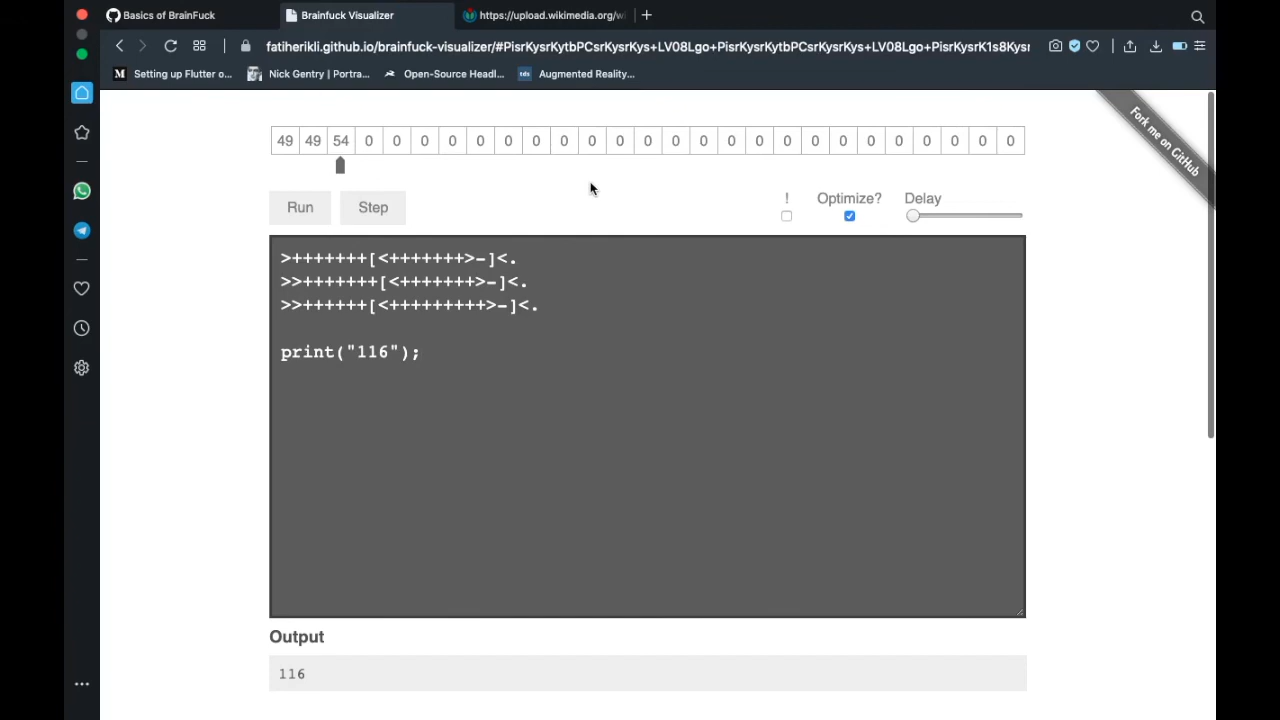 Basics of BrainFuck
Brainfuck Visualizer
https://upload.wikimedia.org/wi
fatiherikli.github.io/brainfuck-visualizer/#PisrKysrKytbPCsrKysrKys+LV08Lgo+PisrKysrKytbPCsrKysrKys+LV08Lgo+PisrKysrK1s8Kysr
Setting up Flutter o...
Nick Gentry | Portra...
Open-Source Headl...
tds
Augmented Reality...
Fork me on GitHub
49 49 54 0 0 0 0 0 0 0 0 0 0 0 0 0 0 0 0 0 0 0 0 0 0 0 0
Run
Step
!
Optimize?
Delay
>+++++++[<+++++++>-]<.
>>+++++++[<+++++++>-]<.
>>++++++[<+++++++++>-]<.
print("116");
Output
116